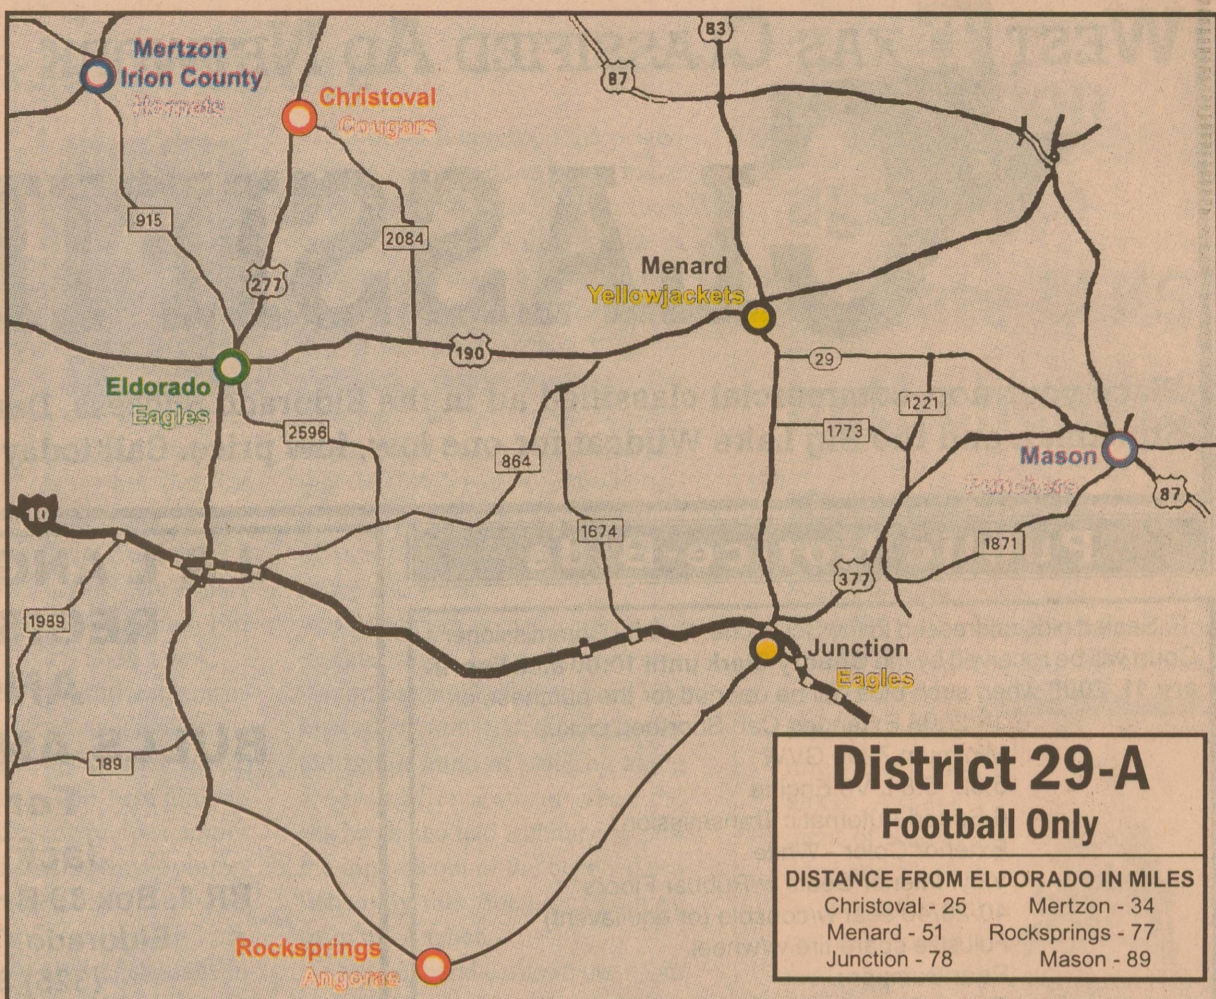 83
87
Mertzon
Irion County
Hornets
Christoval
Cougars
915
2084
277
Menard
Yellowjackets
190
29
Eldorado
Eagles
1221
2596
1773
864
Mason
Punchers
87
10
1674
1871
377
1989
Junction
Eagles
189
District 29-A
Football Only
DISTANCE FROM ELDORADO IN MILES
Christoval - 25 Mertzon - 34
Menard - 51 Rocksprings - 77
Junction - 78 Mason - 89
Rocksprings
Angoras